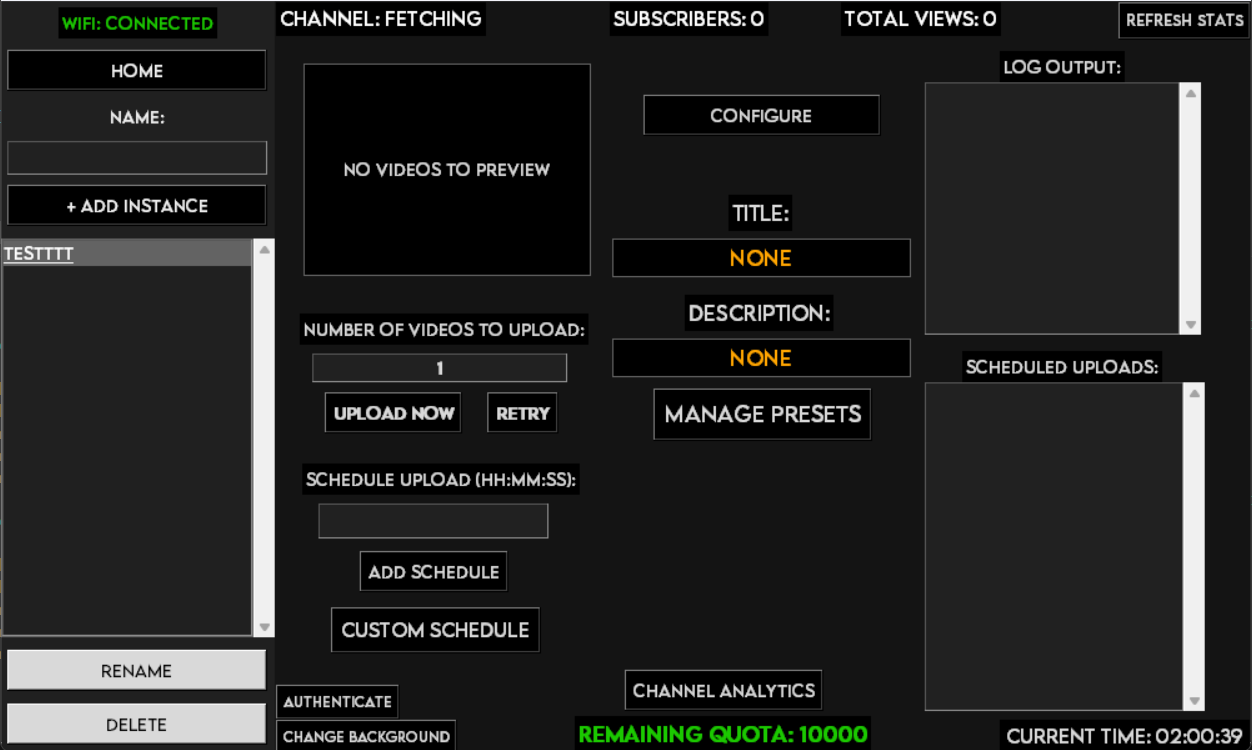 WIFI: CONNECTED
CHANNEL: FETCHING
SUBSCRIBERS: 0
TOTAL VIEWS: 0
REFRESH STATS
HOME
NAME:
+ ADD INSTANCE
TESTTTT
RENAME
DELETE
NO VIDEOS TO PREVIEW
NUMBER OF VIDEOS TO UPLOAD:
1
UPLOAD NOW
RETRY
SCHEDULE UPLOAD (HH:MM:SS):
ADD SCHEDULE
CUSTOM SCHEDULE
AUTHENTICATE
CHANGE BACKGROUND
CONFIGURE
TITLE:
NONE
DESCRIPTION:
NONE
MANAGE PRESETS
CHANNEL ANALYTICS
REMAINING QUOTA: 10000
LOG OUTPUT:
SCHEDULED UPLOADS:
CURRENT TIME: 02:00:39